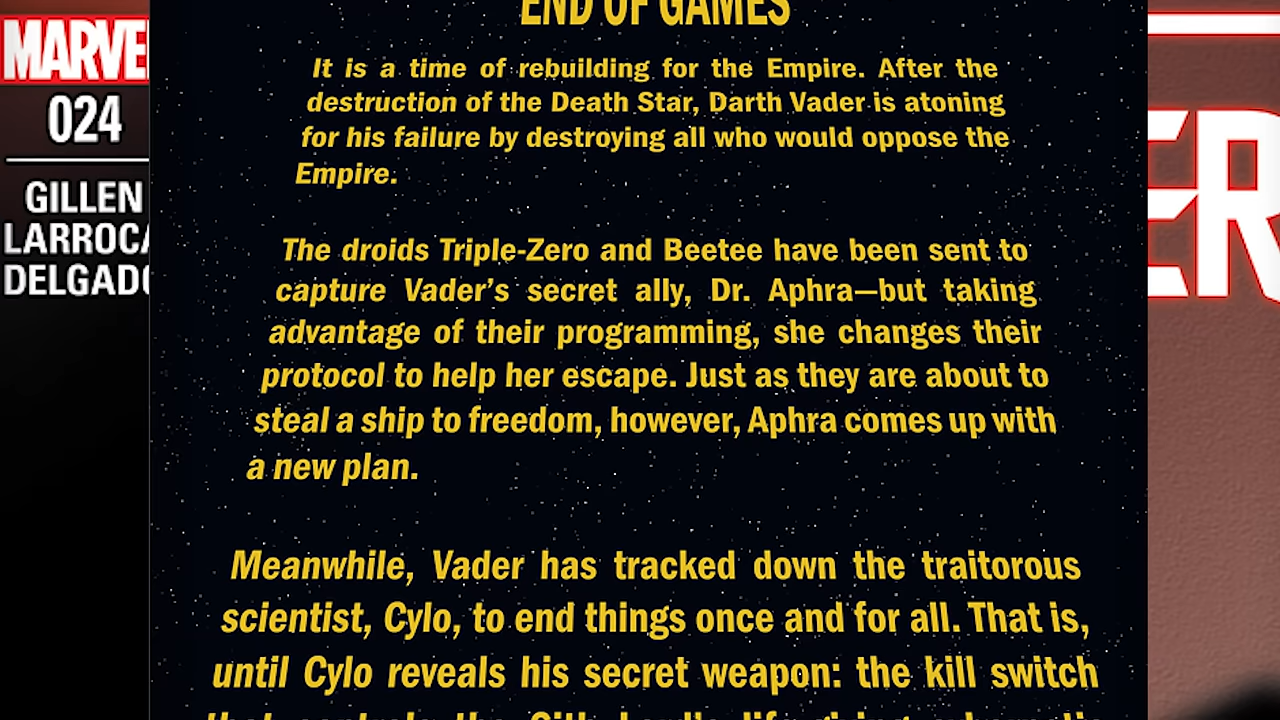 MARVE
024
GILLEN
LARROCA
DELGADO
END OF GAMES
It is a time of rebuilding for the Empire. After the
destruction of the Death Star, Darth Vader is atoning
for his failure by destroying all who would oppose the
Empire.
The droids Triple-Zero and Beetee have been sent to
capture Vader's secret ally, Dr. Aphra—but taking
advantage of their programming, she changes their
protocol to help her escape. Just as they are about to
steal a ship to freedom, however, Aphra comes up with
a new plan.
Meanwhile, Vader has tracked down the traitorous
scientist, Cylo, to end things once and for all. That is,
until Cylo reveals his secret weapon: the kill switch
ER